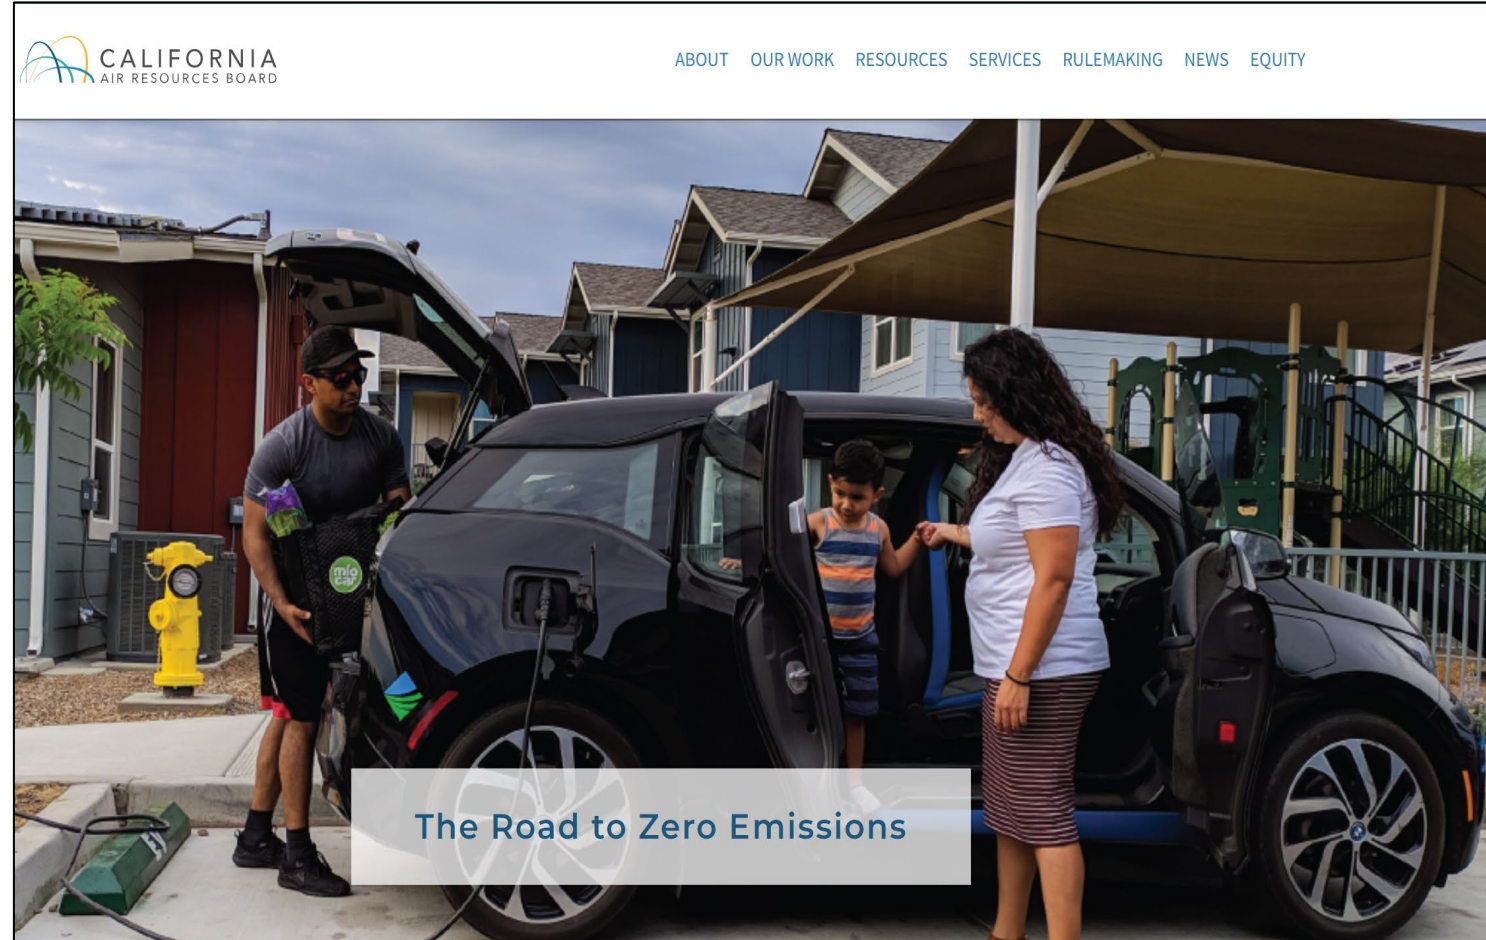 CALIFORNIA
AIR RESOURCES BOARD
ABOUT OUR WORK RESOURCES SERVICES RULEMAKING NEWS EQUITY
mio
car
EV
The Road to Zero Emissions